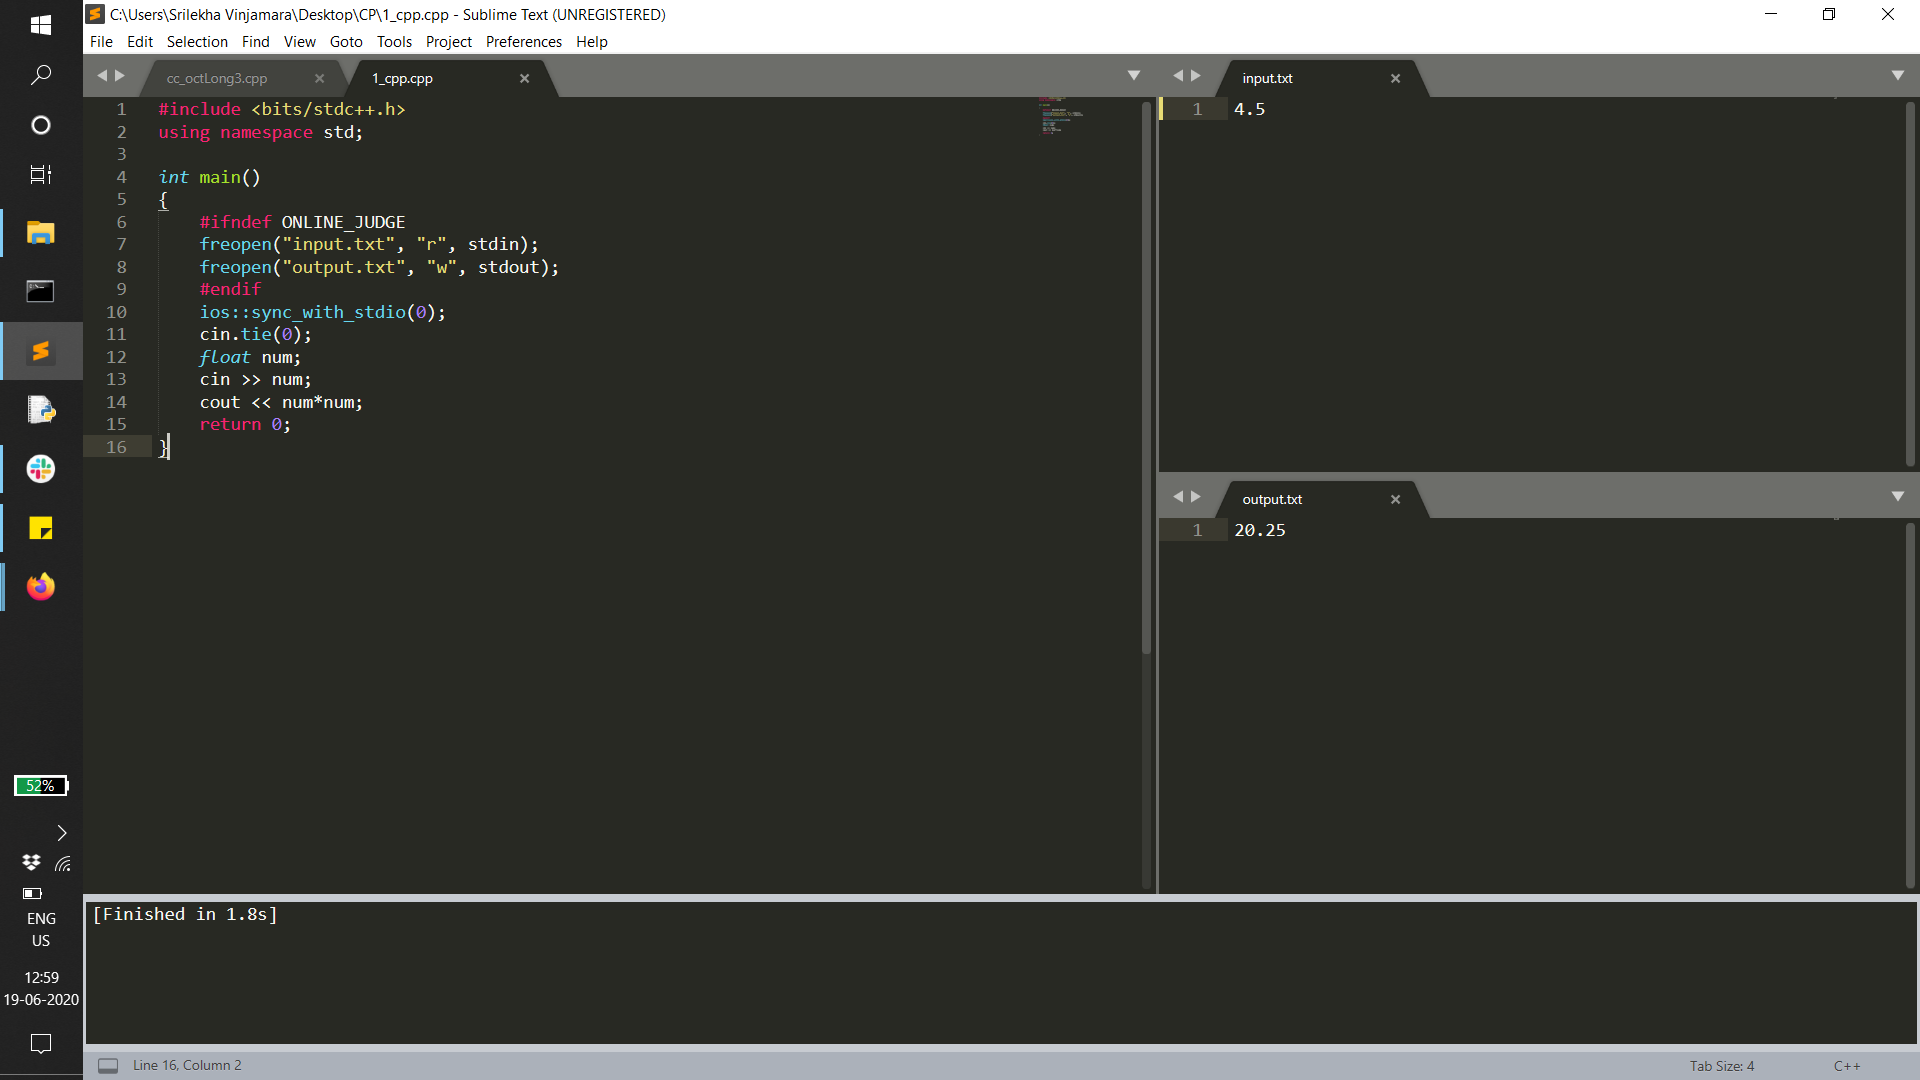 C:\Users\Srilekha Vinjamara\Desktop\CP\1_cpp.cpp - Sublime Text (UNREGISTERED)
File Edit Selection Find View Goto Tools Project Preferences Help
cc_octLong3.cpp
1_cpp.cpp
1 #include <bits/stdc++.h>
2 using namespace std;
3
4 int main()
5 {
6 #ifndef ONLINE_JUDGE
7 freopen("input.txt", "r", stdin);
8 freopen("output.txt", "w", stdout);
9 #endif
10 ios::sync_with_stdio(0);
11 cin.tie(0);
12 float num;
13 cin >> num;
14 cout << num*num;
15 return 0;
16 }
input.txt
1 4.5
output.txt
1 20.25
[Finished in 1.8s]
Line 16, Column 2
Tab Size: 4
C++
52%
ENG
US
12:59
19-06-2020